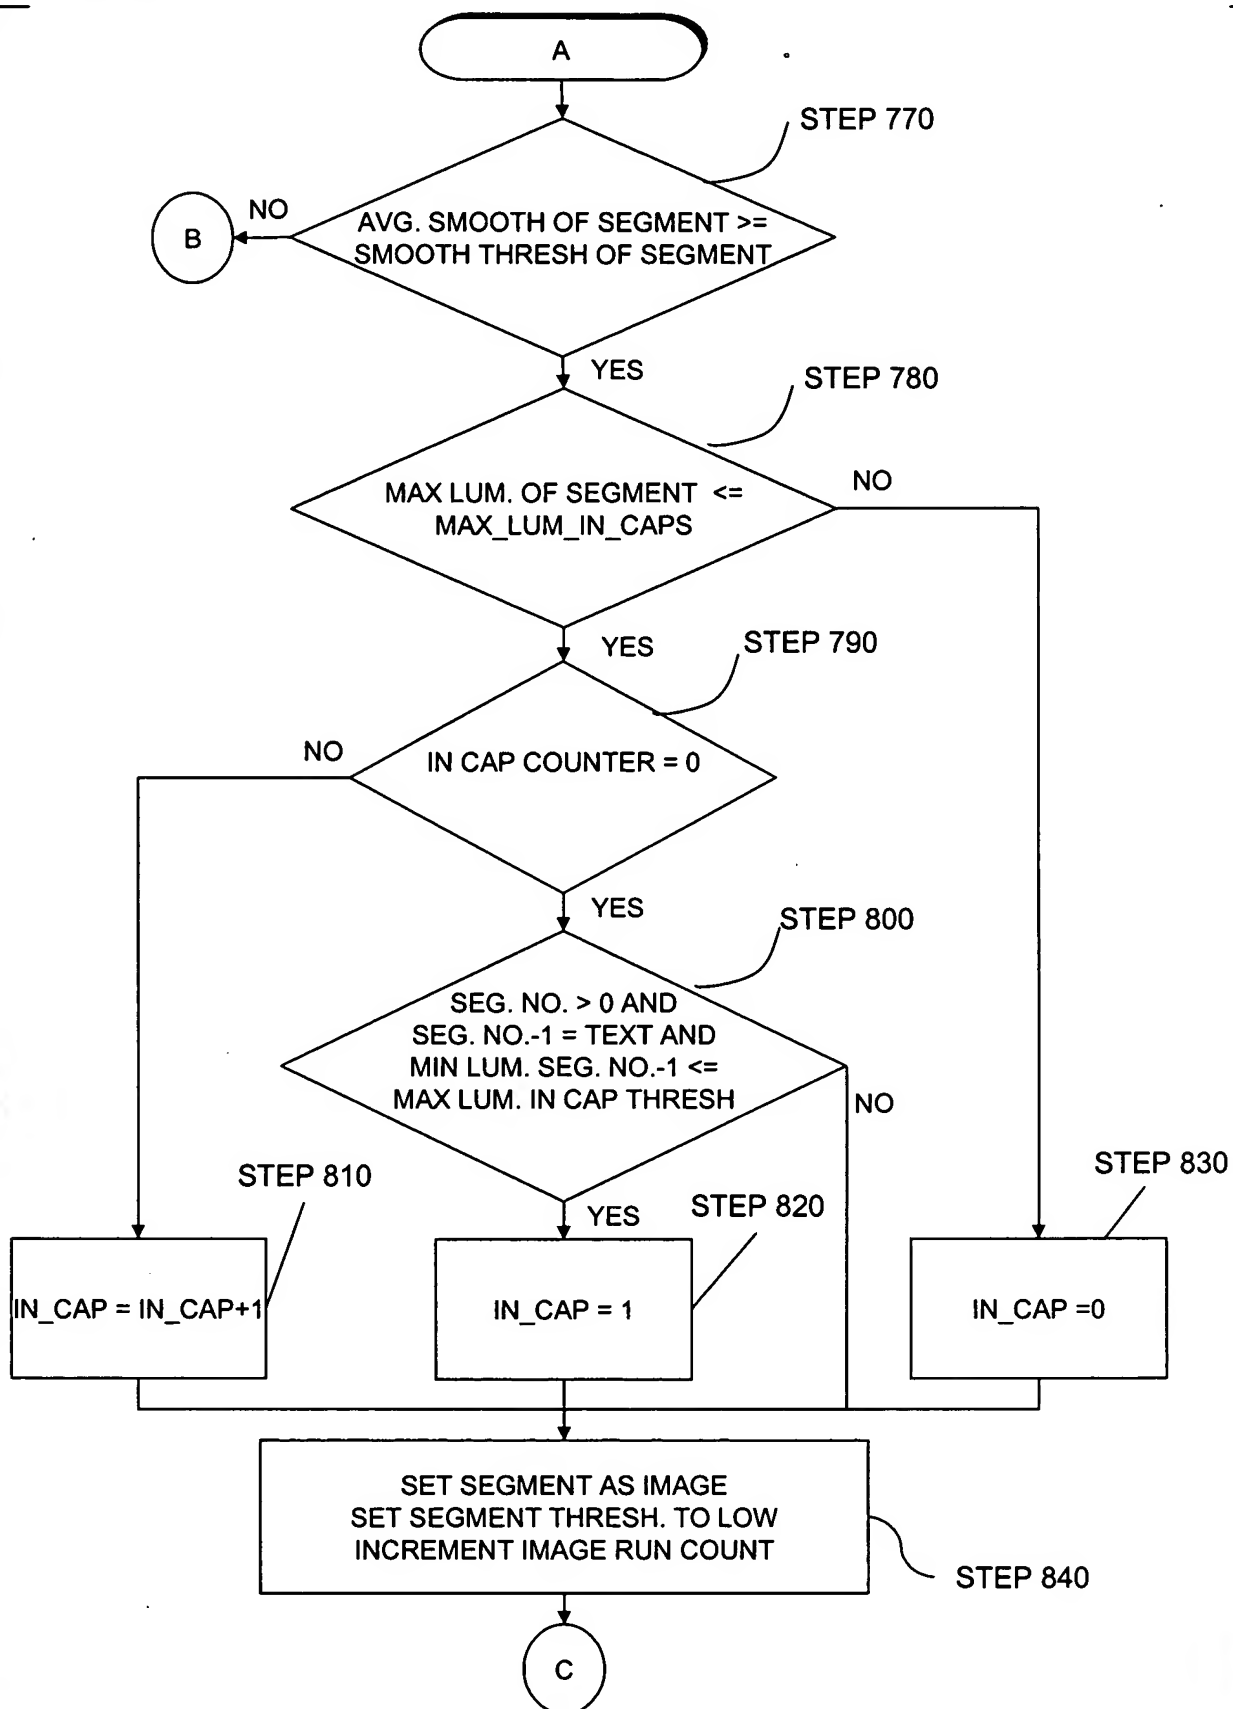 A
STEP 770
NO
B
AVG. SMOOTH OF SEGMENT >=
SMOOTH THRESH OF SEGMENT
YES
STEP 780
MAX LUM. OF SEGMENT <=
MAX_LUM_IN_CAPS
NO
YES
STEP 790
NO
IN CAP COUNTER = 0
YES
STEP 800
SEG. NO. > 0 AND
SEG. NO.-1 = TEXT AND
MIN LUM. SEG. NO.-1 <=
MAX LUM. IN CAP THRESH
NO
STEP 810
YES
STEP 820
STEP 830
IN_CAP = IN_CAP+1
IN_CAP = 1
IN_CAP =0
SET SEGMENT AS IMAGE
SET SEGMENT THRESH. TO LOW
INCREMENT IMAGE RUN COUNT
STEP 840
C